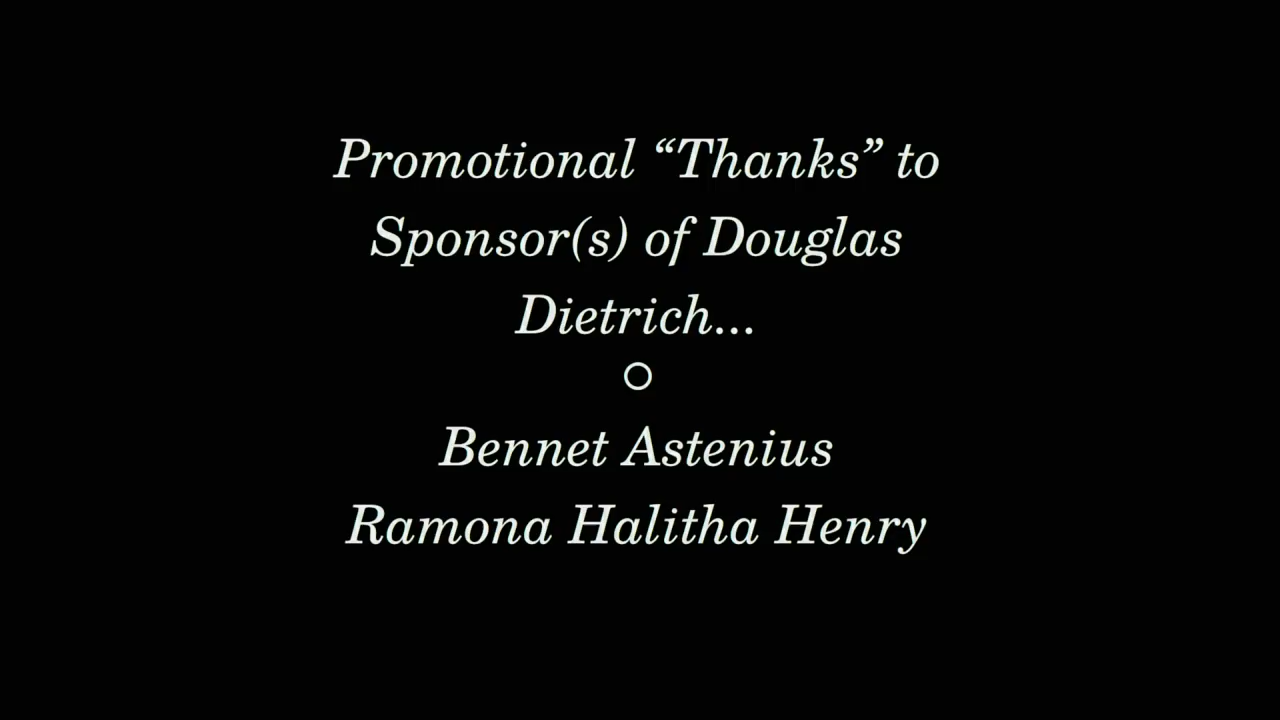 Promotional “Thanks” to
Sponsor(s) of Douglas
Dietrich...
Bennet Astenius
Ramona Halitha Henry